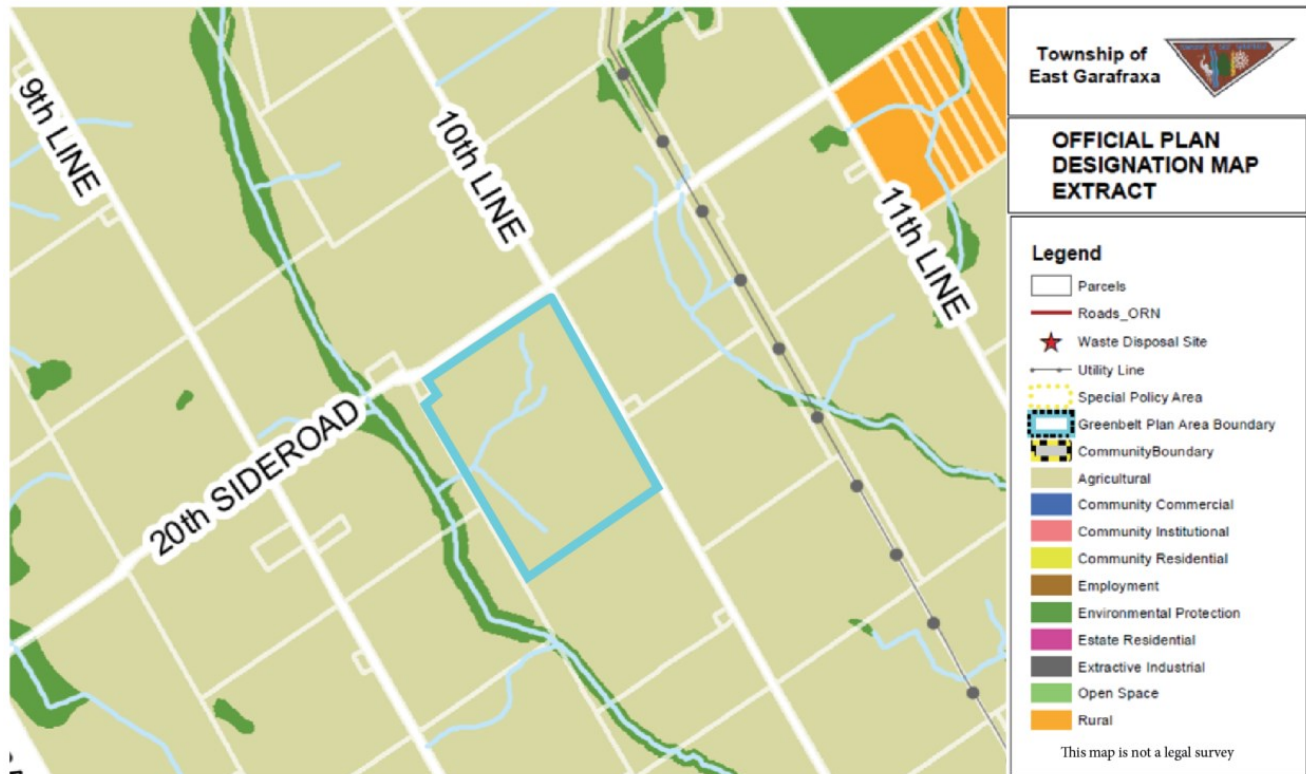 9th LINE
10th LINE
11th LINE
20th SIDEROAD
Township of
East Garafraxa
OFFICIAL PLAN
DESIGNATION MAP
EXTRACT
Legend
Parcels
Roads_ORN
Waste Disposal Site
Utility Line
Special Policy Area
Greenbelt Plan Area Boundary
CommunityBoundary
Agricultural
Community Commercial
Community Institutional
Community Residential
Employment
Environmental Protection
Estate Residential
Extractive Industrial
Open Space
Rural
This map is not a legal survey